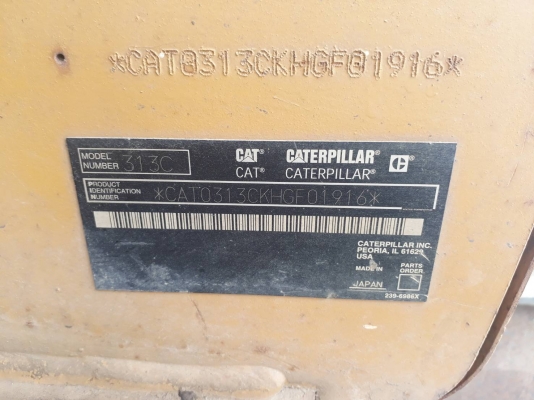 *CAT0313CKHGF01916*
MODEL NUMBER 313C
CAT CATERPILLAR C
CAT® CATERPILLAR®
PRODUCT IDENTIFICATION NUMBER *CAT0313CKHGF01916*
CATERPILLAR INC.
PEORIA, IL 61629
USA
MADE IN PARTS ORDER
JAPAN
239-5986X